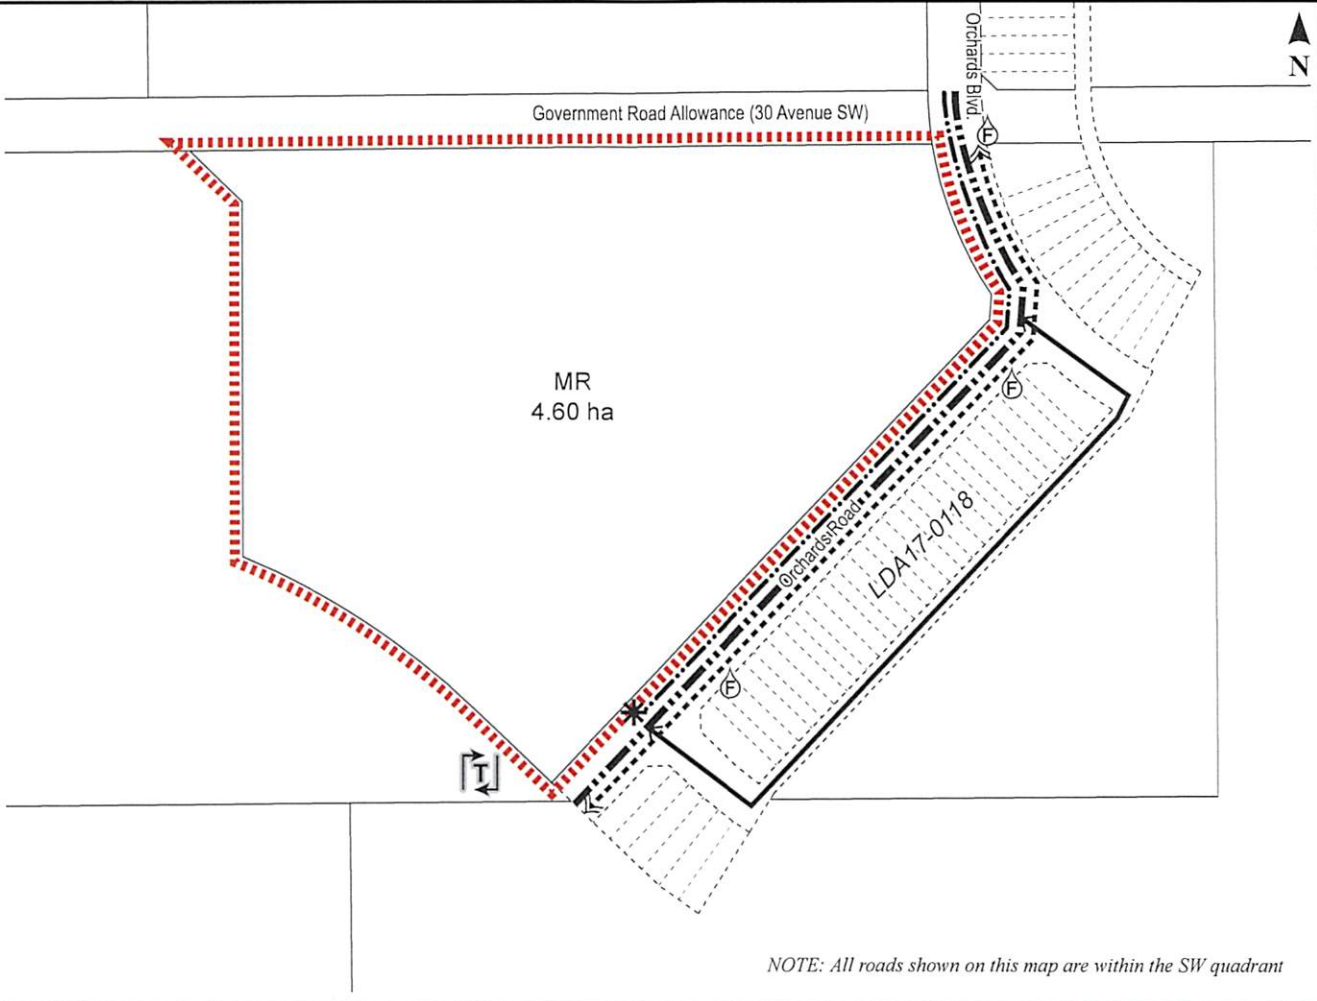 Orchards Blvd.
N
Government Road Allowance (30 Avenue SW)
F
MR
4.60 ha
F
Orchards Road
LDA17-0118
F
T
NOTE: All roads shown on this map are within the SW quadrant